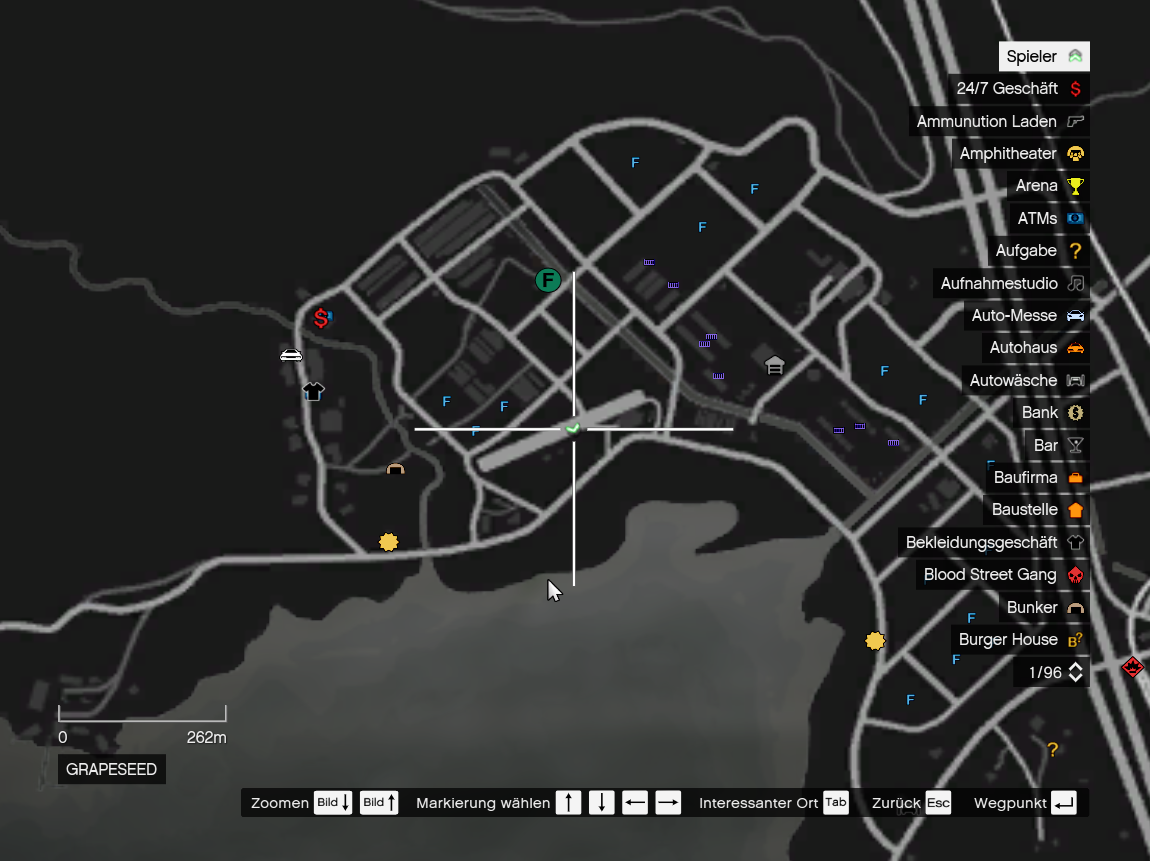 Spieler
24/7 Geschäft $
Ammunution Laden
Amphitheater
Arena
ATMs
Aufgabe ?
Aufnahmestudio
Auto-Messe
Autohaus
Autowäsche
Bank
Bar
Baufirma
Baustelle
Bekleidungsgeschäft
Blood Street Gang
Bunker
Burger House B?
1/96
F
F
F
F
$
F
F
F
F
F
F
F
F
F
?
0 262m
GRAPESEED
Zoomen Bild↓ Bild↑ Markierung wählen ↑ ↓ ← → Interessanter Ort Tab Zurück Esc Wegpunkt